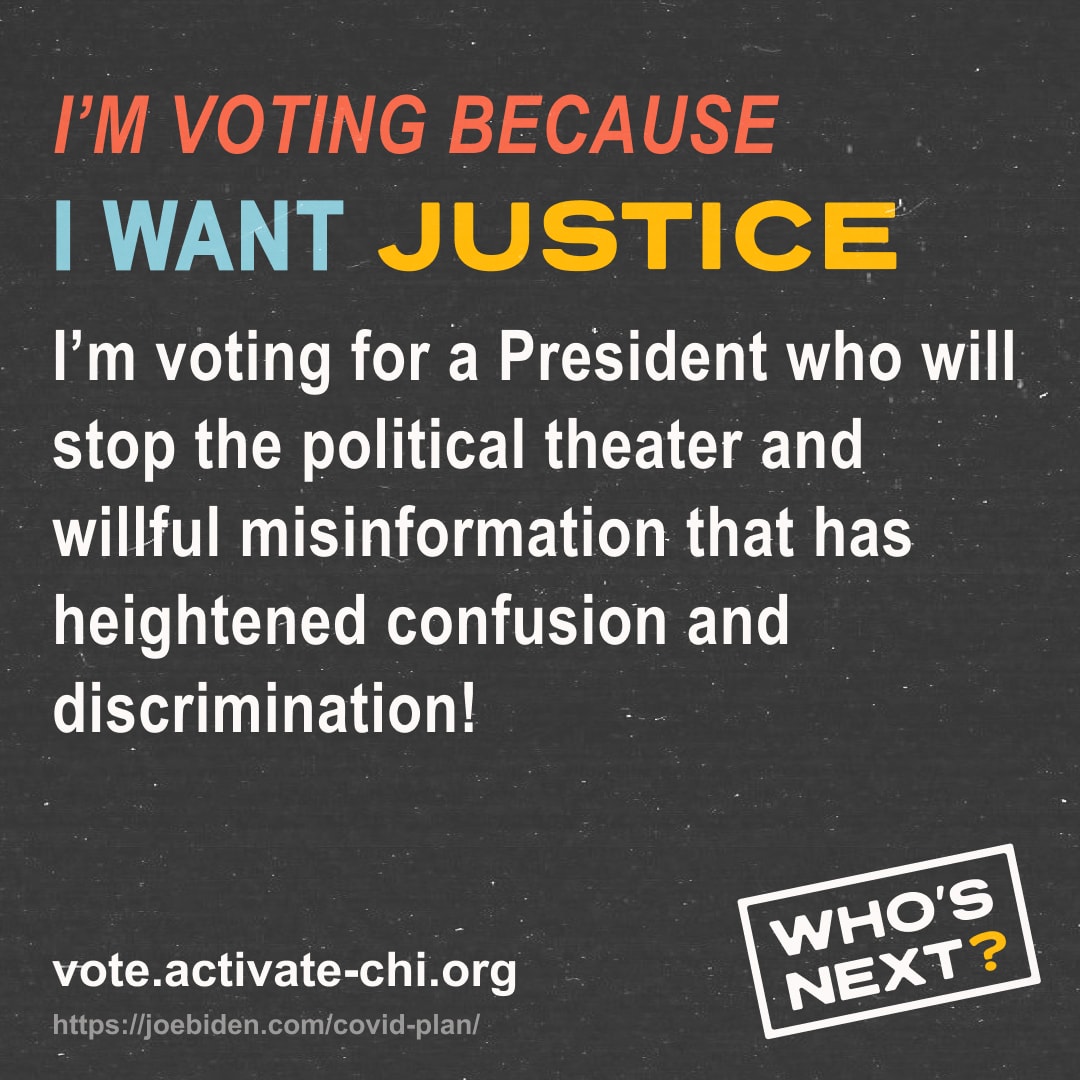 I’M VOTING BECAUSE
I WANT JUSTICE
I’m voting for a President who will
stop the political theater and
willful misinformation that has
heightened confusion and
discrimination!
WHO’S
NEXT?
vote.activate-chi.org
https://joebiden.com/covid-plan/